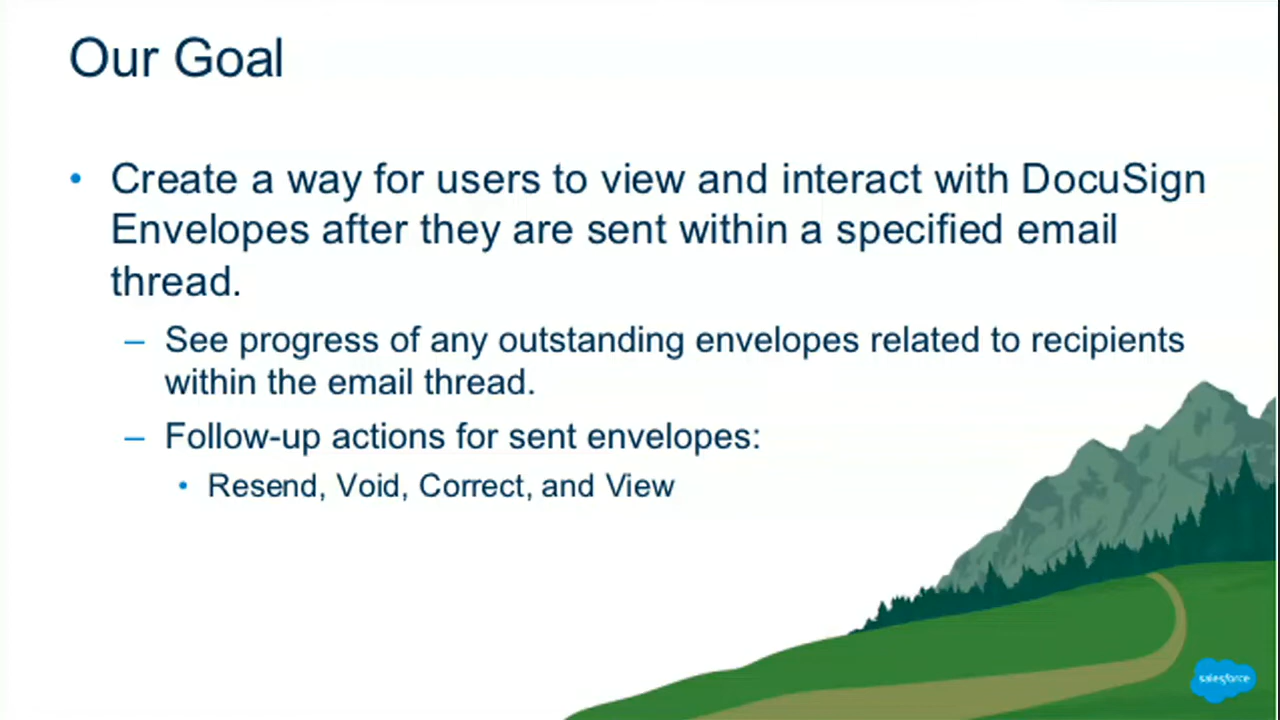 Our Goal
• Create a way for users to view and interact with DocuSign
Envelopes after they are sent within a specified email
thread.
– See progress of any outstanding envelopes related to recipients
within the email thread.
– Follow-up actions for sent envelopes:
• Resend, Void, Correct, and View
salesforce